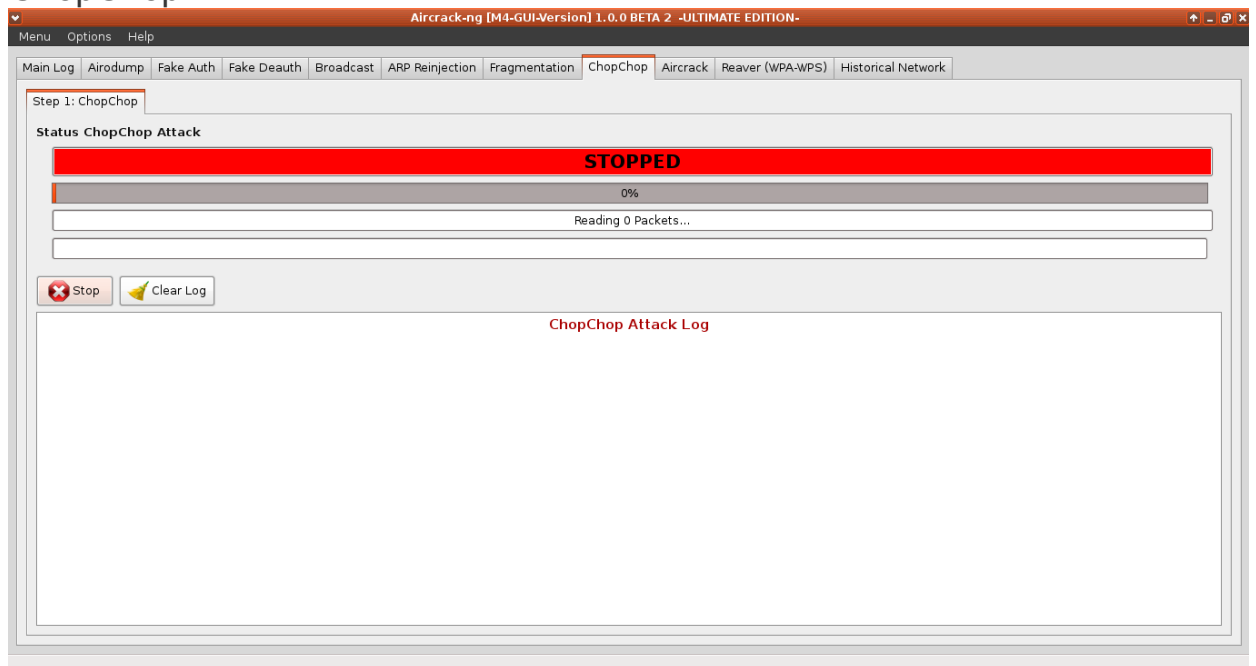 Aircrack-ng [M4-GUI-Version] 1.0.0 BETA 2 -ULTIMATE EDITION-
Menu Options Help
Main Log Airodump Fake Auth Fake Deauth Broadcast ARP Reinjection Fragmentation ChopChop Aircrack Reaver (WPA-WPS) Historical Network
Step 1: ChopChop
Status ChopChop Attack
STOPPED
0%
Reading 0 Packets...
Stop Clear Log
ChopChop Attack Log